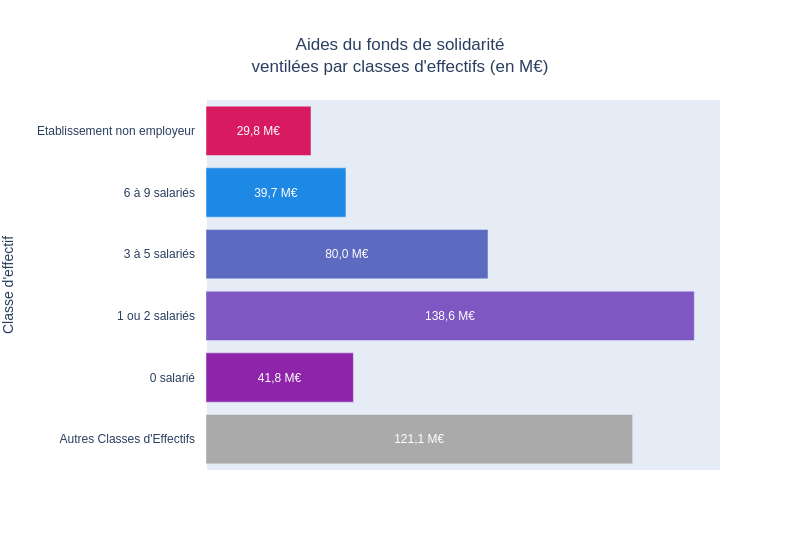 Aides du fonds de solidarité
ventilées par classes d'effectifs (en M€)
Classe d'effectif
Etablissement non employeur
29,8 M€
6 à 9 salariés
39,7 M€
3 à 5 salariés
80,0 M€
1 ou 2 salariés
138,6 M€
0 salarié
41,8 M€
Autres Classes d'Effectifs
121,1 M€